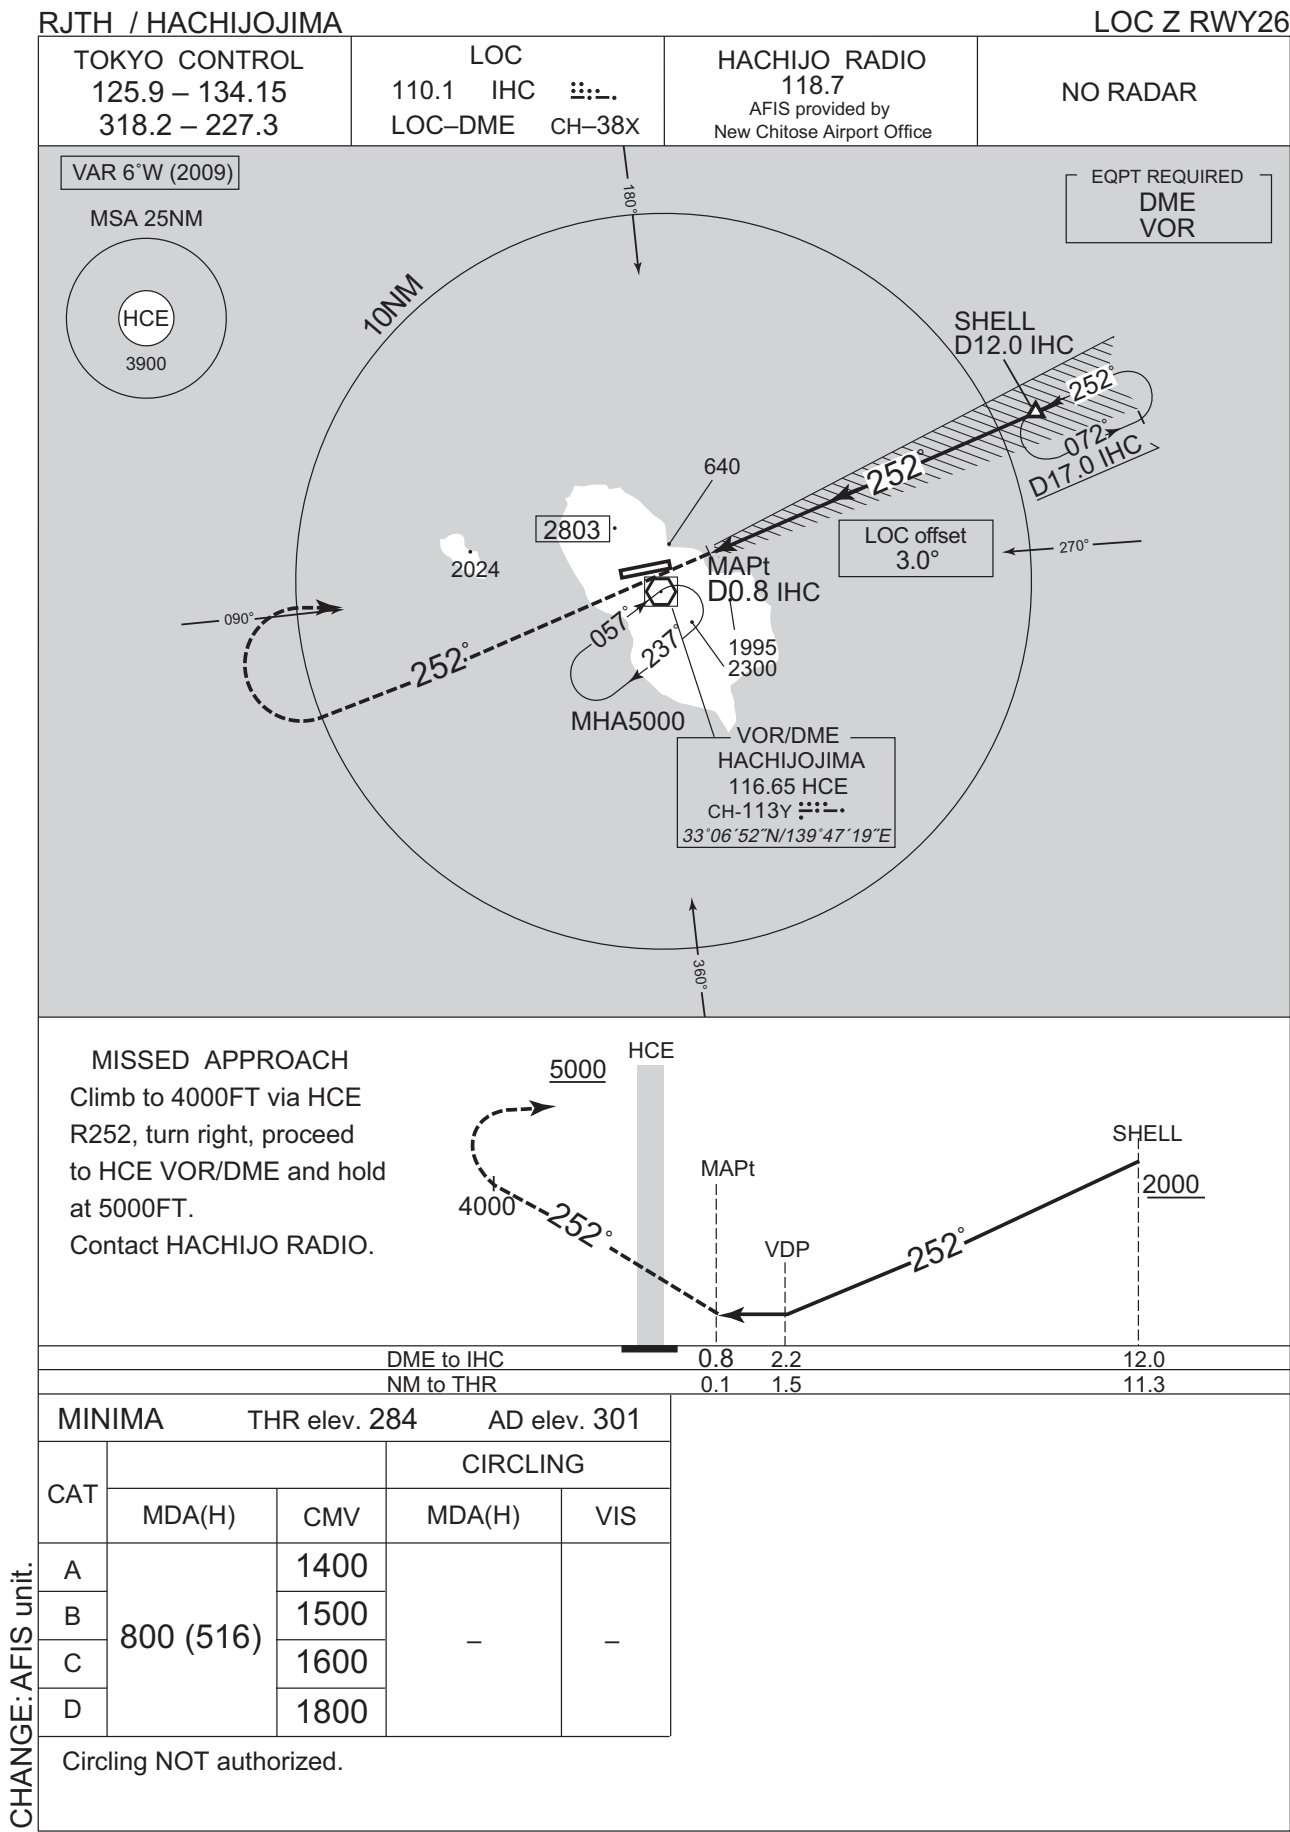 RJTH / HACHIJOJIMA
LOC Z RWY26
TOKYO CONTROL
125.9 – 134.15
318.2 – 227.3
LOC
110.1 IHC
LOC–DME CH–38X
HACHIJO RADIO
118.7
AFIS provided by
New Chitose Airport Office
NO RADAR
VAR 6°W (2009)
MSA 25NM
HCE
3900
EQPT REQUIRED
DME
VOR
180°
10NM
SHELL
D12.0 IHC
252°
072°
D17.0 IHC
252°
640
2803
2024
LOC offset
3.0°
270°
MAPt
D0.8 IHC
090°
057°
237°
252°
1995
2300
MHA5000
VOR/DME
HACHIJOJIMA
116.65 HCE
CH-113Y
33°06′52″N/139°47′19″E
360°
MISSED APPROACH
Climb to 4000FT via HCE
R252, turn right, proceed
to HCE VOR/DME and hold
at 5000FT.
Contact HACHIJO RADIO.
HCE
5000
4000
252°
MAPt
VDP
252°
SHELL
2000
DME to IHC 0.8 2.2 12.0
NM to THR 0.1 1.5 11.3
MINIMA THR elev. 284 AD elev. 301
CAT
CIRCLING
MDA(H) CMV MDA(H) VIS
A 1400
B 1500
800 (516) – –
C 1600
D 1800
Circling NOT authorized.
CHANGE: AFIS unit.